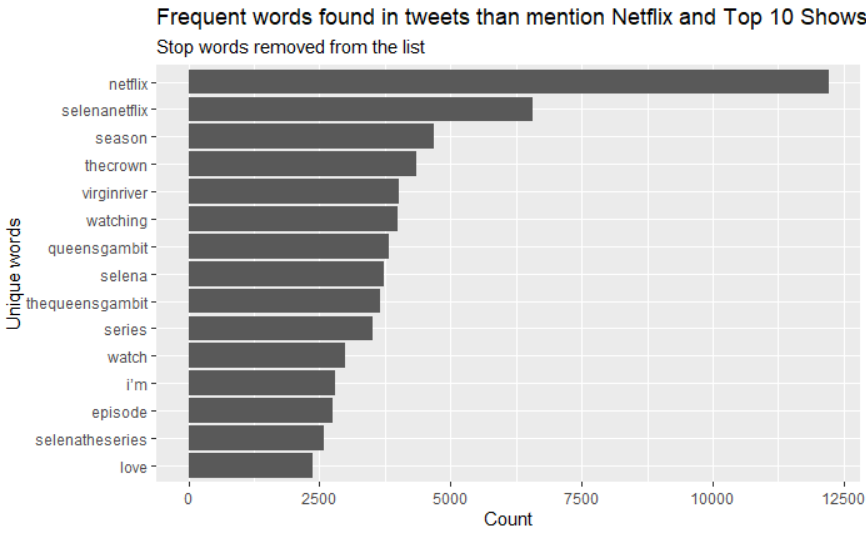 Frequent words found in tweets than mention Netflix and Top 10 Shows
Stop words removed from the list
Unique words
netflix
selenanetflix
season
thecrown
virginriver
watching
queensgambit
selena
thequeensgambit
series
watch
i'm
episode
selenatheseries
love
0 2500 5000 7500 10000 12500
Count